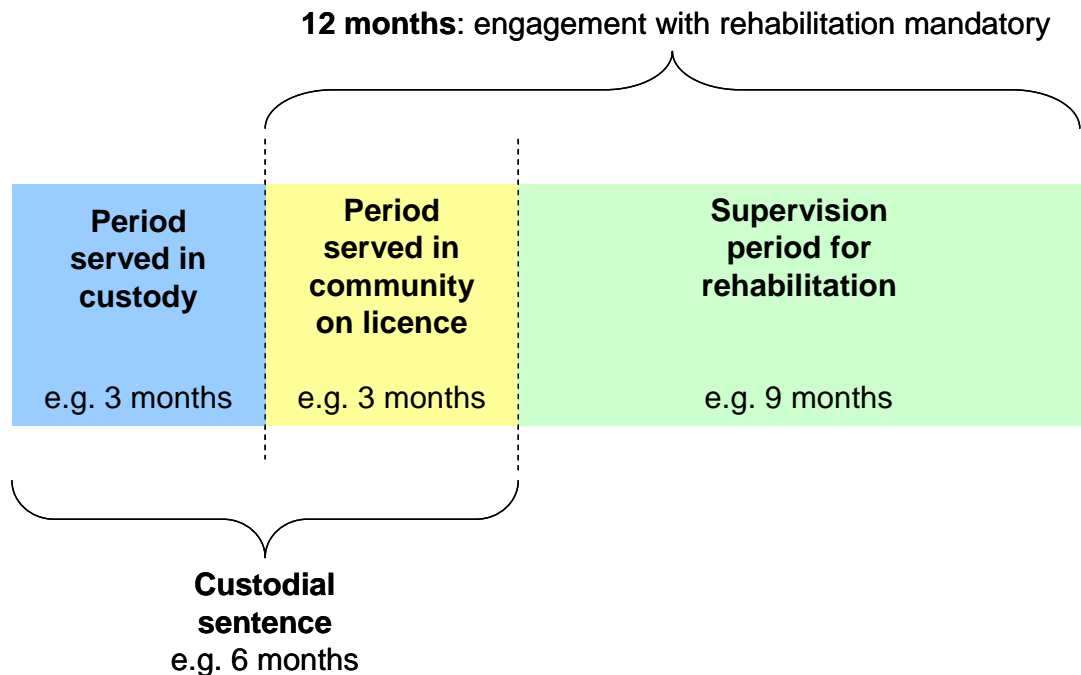 12 months: engagement with rehabilitation mandatory
Period
served in
custody
e.g. 3 months
Period
served in
community
on licence
e.g. 3 months
Supervision
period for
rehabilitation
e.g. 9 months
Custodial
sentence
e.g. 6 months